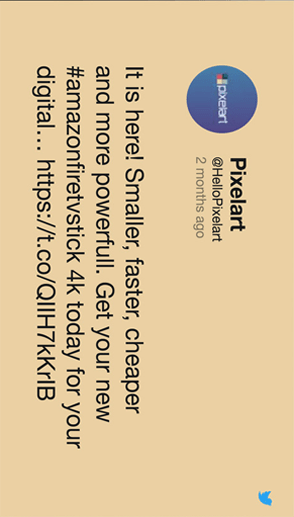 pixelart
Pixelart
@HelloPixelart
2 months ago
It is here! Smaller, faster, cheaper
and more powerfull. Get your new
#amazonfiretvstick 4k today for your
digital… https://t.co/QIIH7kKrIB